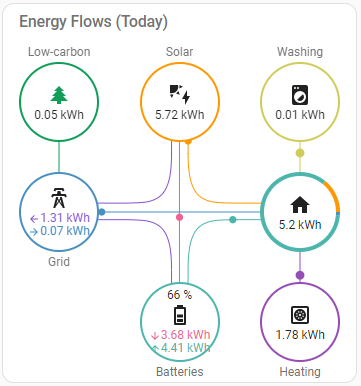 Energy Flows (Today)
Low-carbon Solar Washing
0.05 kWh 5.72 kWh 0.01 kWh
←1.31 kWh
→0.07 kWh
5.2 kWh
Grid
66 %
↓3.68 kWh
↑4.41 kWh
1.78 kWh
Batteries Heating